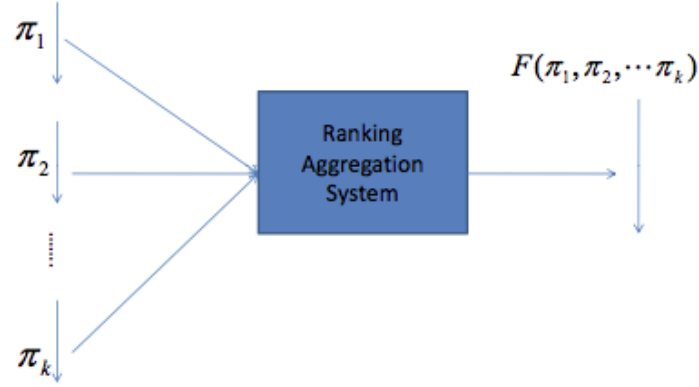 π₁
F(π₁,π₂,⋯πₖ)
Ranking
Aggregation
System
π₂
πₖ